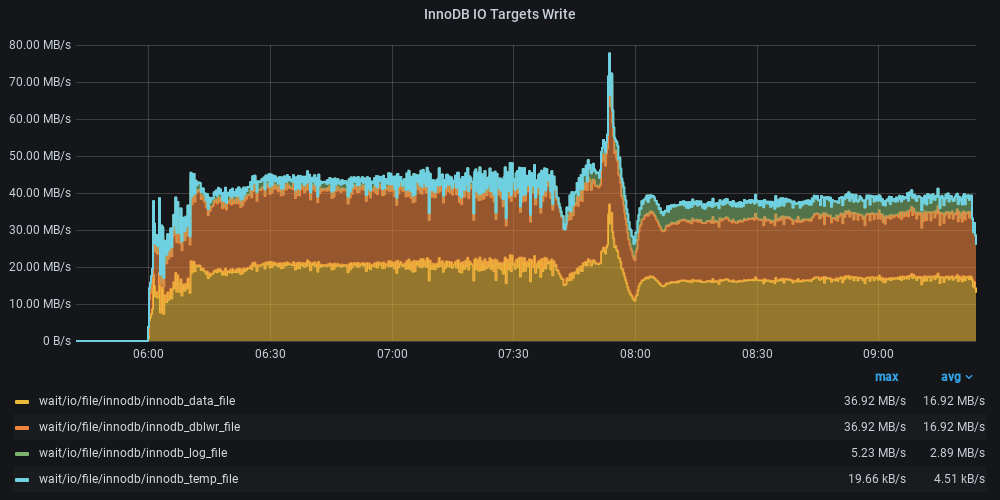 InnoDB IO Targets Write
80.00 MB/s
70.00 MB/s
60.00 MB/s
50.00 MB/s
40.00 MB/s
30.00 MB/s
20.00 MB/s
10.00 MB/s
0 B/s
06:00 06:30 07:00 07:30 08:00 08:30 09:00
max avg
wait/io/file/innodb/innodb_data_file 36.92 MB/s 16.92 MB/s
wait/io/file/innodb/innodb_dblwr_file 36.92 MB/s 16.92 MB/s
wait/io/file/innodb/innodb_log_file 5.23 MB/s 2.89 MB/s
wait/io/file/innodb/innodb_temp_file 19.66 kB/s 4.51 kB/s